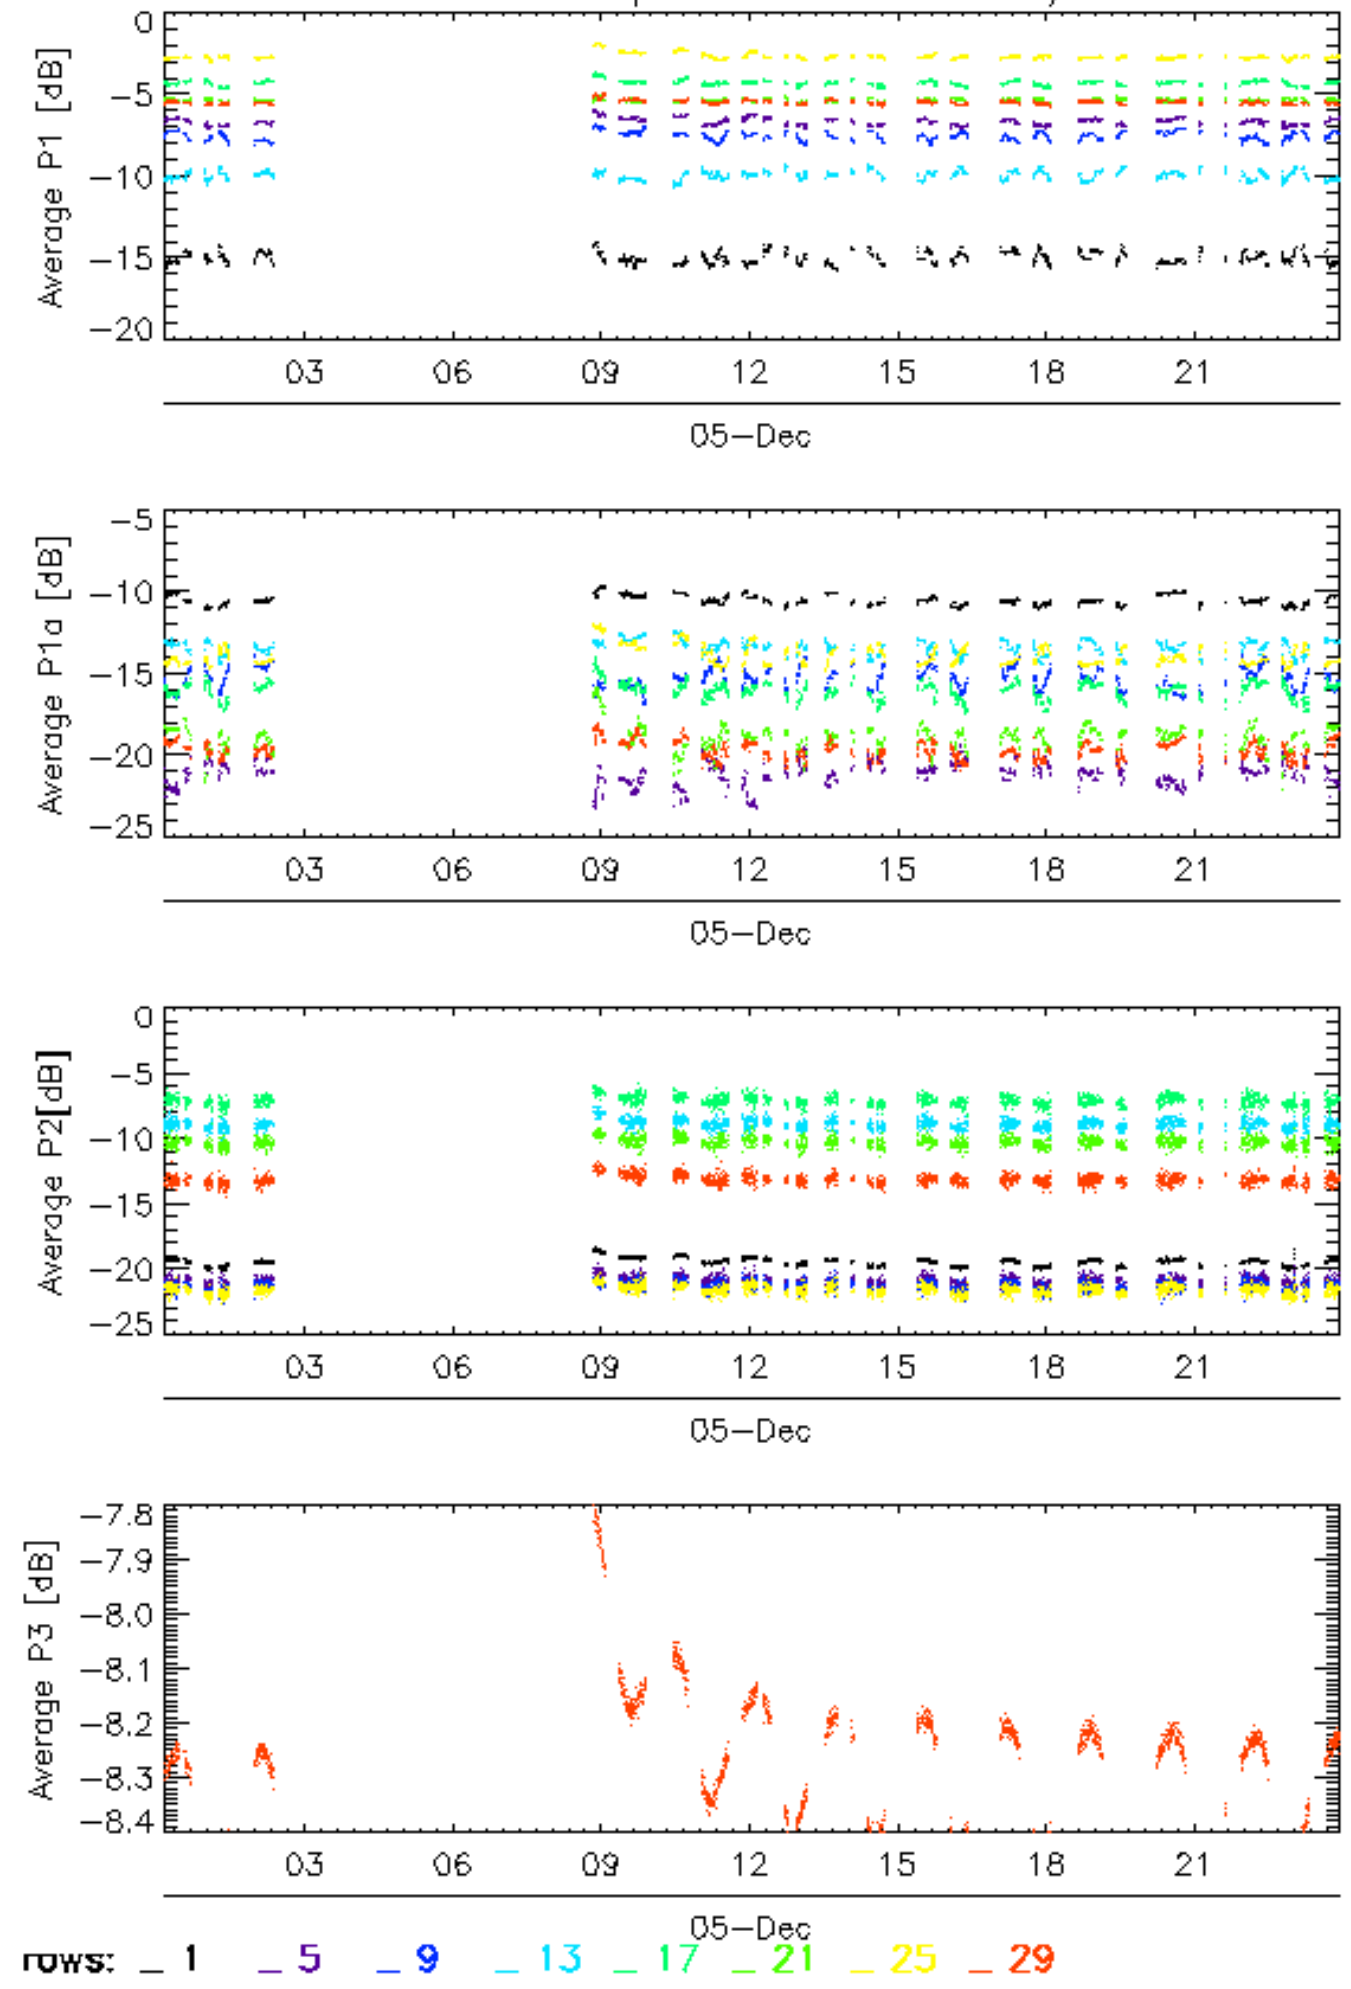 0
−5
−10
−15
−20
Average P1 [dB]
03 06 09 12 15 18 21
05−Dec
−5
−10
−15
−20
−25
Average P1a [dB]
03 06 09 12 15 18 21
05−Dec
0
−5
−10
−15
−20
−25
Average P2[dB]
03 06 09 12 15 18 21
05−Dec
−7.8
−7.9
−8.0
−8.1
−8.2
−8.3
−8.4
Average P3 [dB]
03 06 09 12 15 18 21
05−Dec
rows: _ 1 _ 5 _ 9 _ 13 _ 17 _ 21 _ 25 _ 29